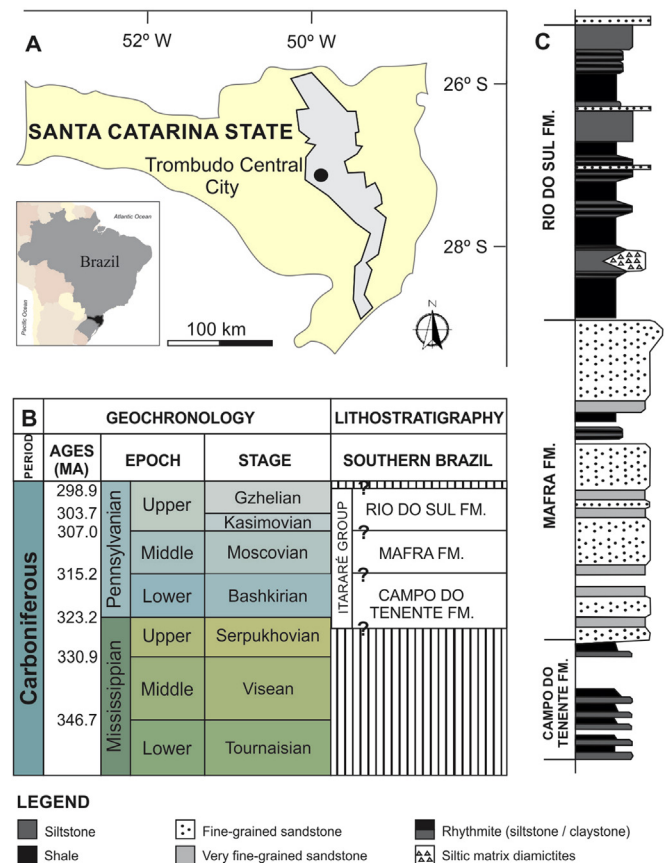 A
52° W
50° W
26° S
28° S
SANTA CATARINA STATE
Trombudo Central
City
Atlantic Ocean
Brazil
Pacific Ocean
100 km
N
B
GEOCHRONOLOGY
LITHOSTRATIGRAPHY
PERIOD
AGES
(MA)
EPOCH
STAGE
SOUTHERN BRAZIL
Carboniferous
298.9
303.7
307.0
315.2
323.2
330.9
346.7
Pennsylvanian
Mississippian
Upper
Middle
Lower
Upper
Middle
Lower
Gzhelian
Kasimovian
Moscovian
Bashkirian
Serpukhovian
Visean
Tournaisian
ITARARÉ GROUP
?
RIO DO SUL FM.
?
MAFRA FM.
?
CAMPO DO
TENENTE FM.
?
C
RIO DO SUL FM.
MAFRA FM.
CAMPO DO
TENENTE FM.
LEGEND
Siltstone
Fine-grained sandstone
Rhythmite (siltstone / claystone)
Shale
Very fine-grained sandstone
Siltic matrix diamictites